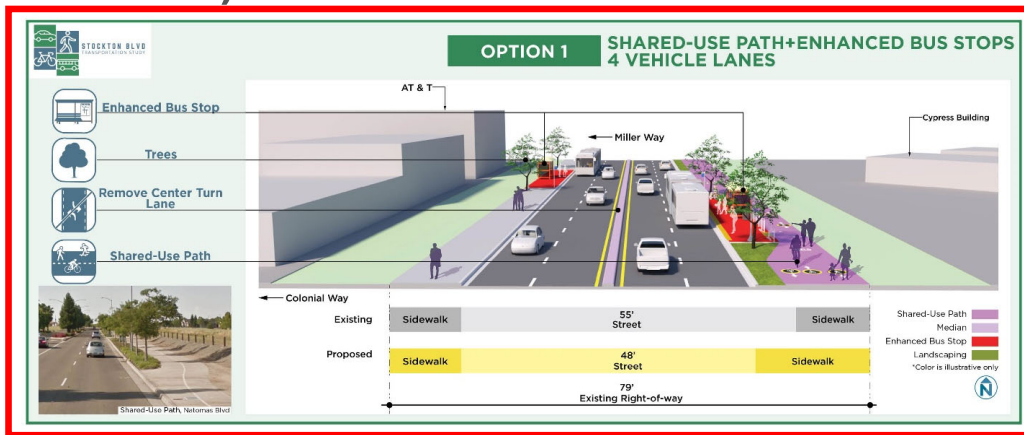 STOCKTON BLVD
TRANSPORTATION STUDY
OPTION 1
SHARED-USE PATH+ENHANCED BUS STOPS
4 VEHICLE LANES
Enhanced Bus Stop
Trees
Remove Center Turn
Lane
Shared-Use Path
AT & T
Miller Way
Cypress Building
Colonial Way
Existing
Sidewalk
55'
Street
Sidewalk
Proposed
Sidewalk
48'
Street
Sidewalk
79'
Existing Right-of-way
Shared-Use Path
Median
Enhanced Bus Stop
Landscaping
*Color is illustrative only
N
Shared-Use Path, Natomas Blvd